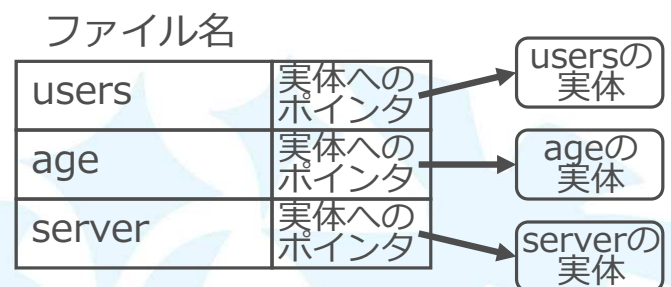 ファイル名
users
実体への
ポインタ
usersの
実体
age
実体への
ポインタ
ageの
実体
server
実体への
ポインタ
serverの
実体